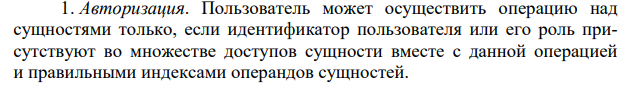 1. Авторизация. Пользователь может осуществить операцию над
сущностями только, если идентификатор пользователя или его роль при-
сутствуют во множестве доступов сущности вместе с данной операцией
и правильными индексами операндов сущностей.